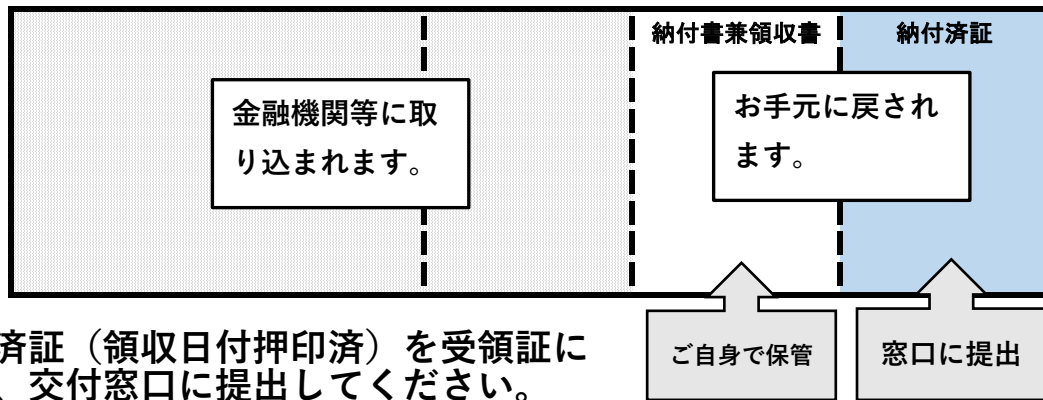 納付書兼領収書
納付済証
金融機関等に取
り込まれます。
お手元に戻され
ます。
ご自身で保管
窓口に提出
済証（領収日付押印済）を受領証に
、交付窓口に提出してください。